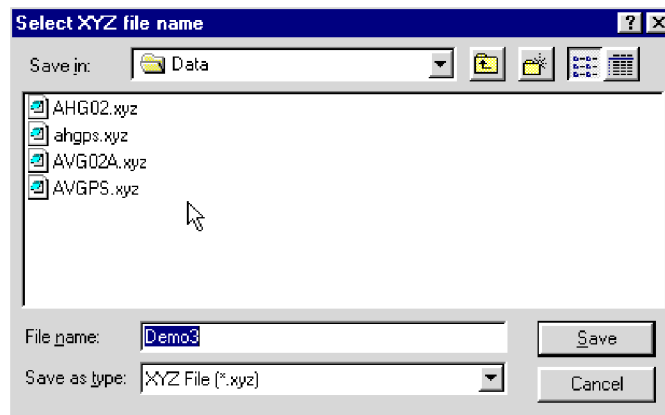 Select XYZ file name
Save in: Data
AHG02.xyz
ahgps.xyz
AVG02A.xyz
AVGPS.xyz
File name: Demo3 Save
Save as type: XYZ File (*.xyz) Cancel